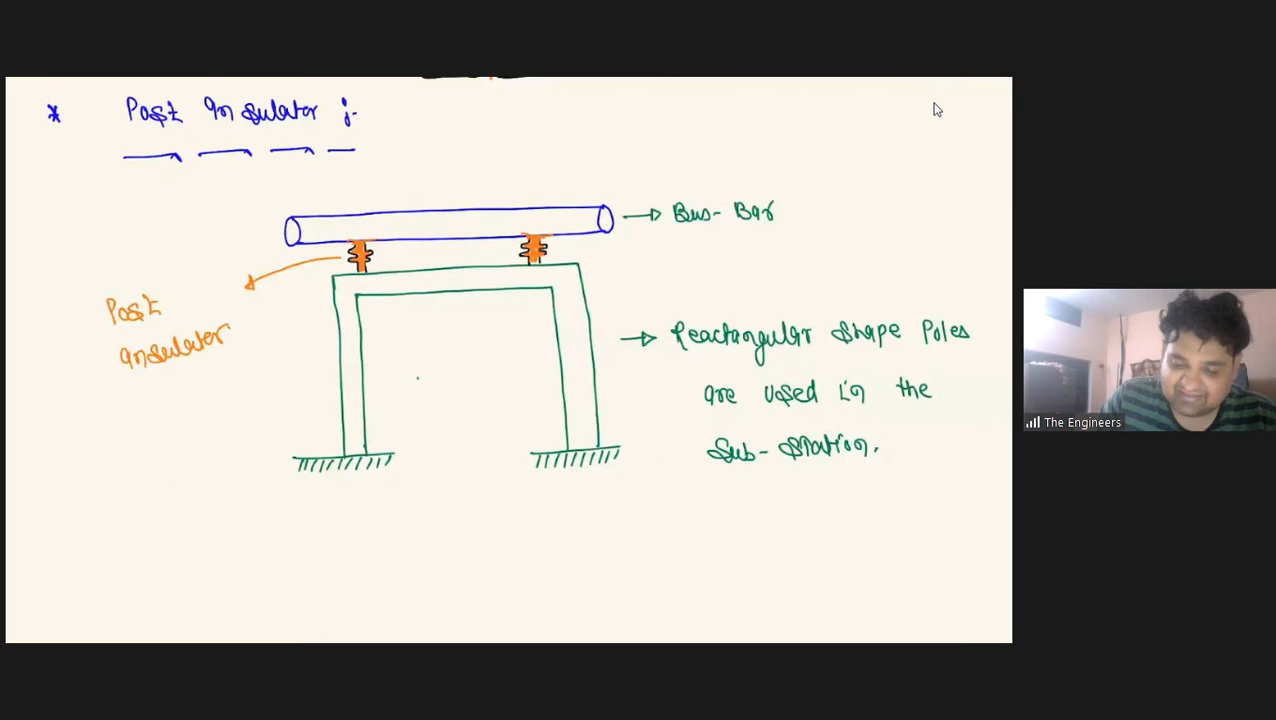 * Post Insulator :-
Bus-Bar
Post
insulator
Reactangular shape Poles
are used in the
Sub-Station.
The Engineers